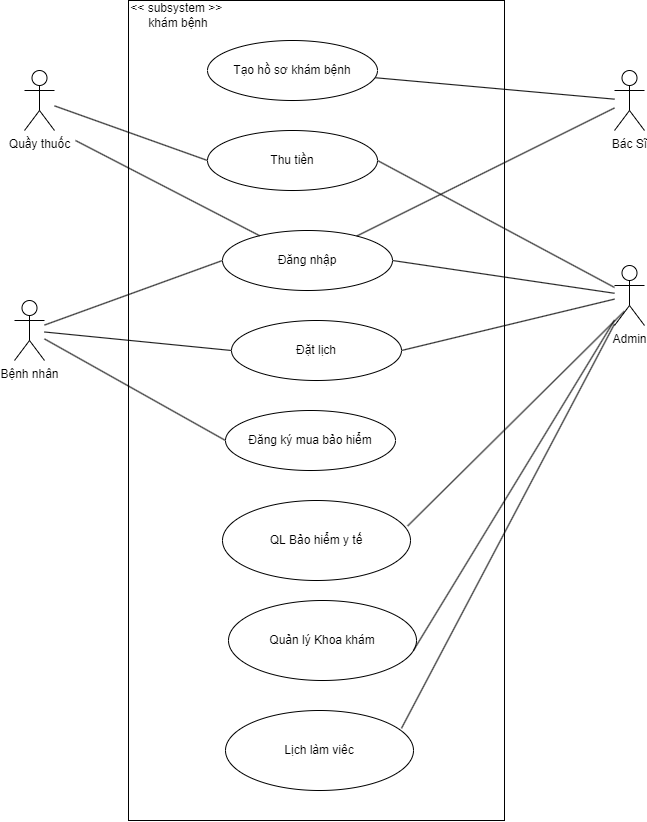 << subsystem >>
khám bệnh
Tạo hồ sơ khám bệnh
Quầy thuốc
Bác Sĩ
Thu tiền
Đăng nhập
Admin
Đặt lịch
Bệnh nhân
Đăng ký mua bảo hiểm
QL Bảo hiểm y tế
Quản lý Khoa khám
Lịch làm viêc